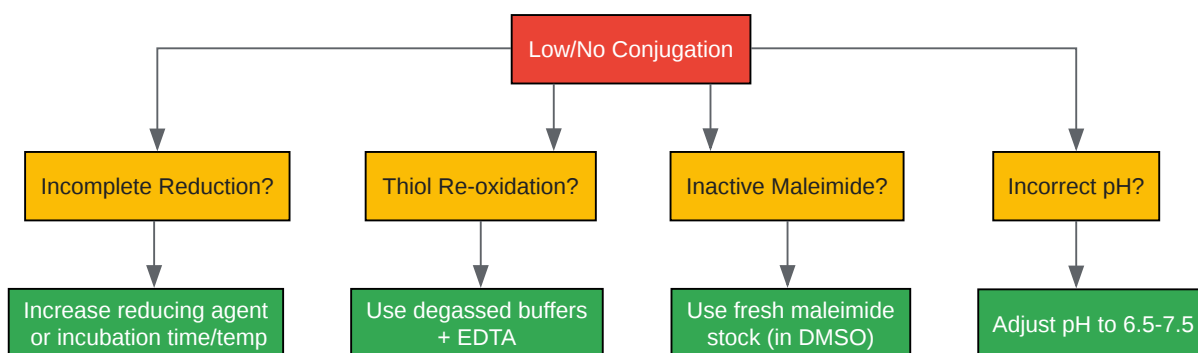 Low/No Conjugation
Incomplete Reduction?
Thiol Re-oxidation?
Inactive Maleimide?
Incorrect pH?
Increase reducing agent
or incubation time/temp
Use degassed buffers
+ EDTA
Use fresh maleimide
stock (in DMSO)
Adjust pH to 6.5-7.5